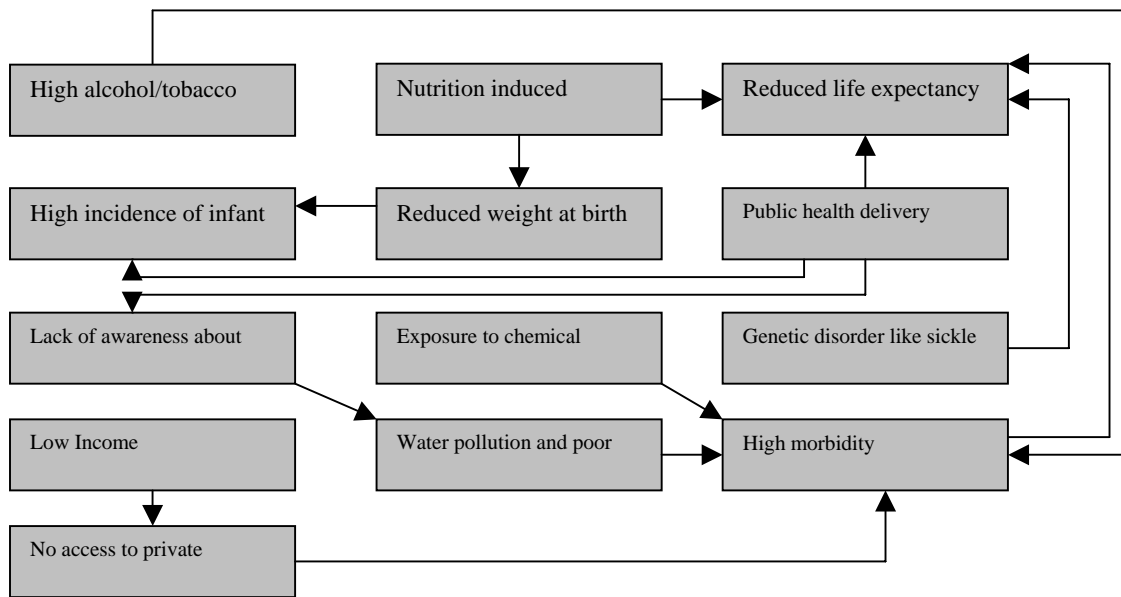 High alcohol/tobacco
Nutrition induced
Reduced life expectancy
High incidence of infant
Reduced weight at birth
Public health delivery
Lack of awareness about
Exposure to chemical
Genetic disorder like sickle
Low Income
Water pollution and poor
High morbidity
No access to private